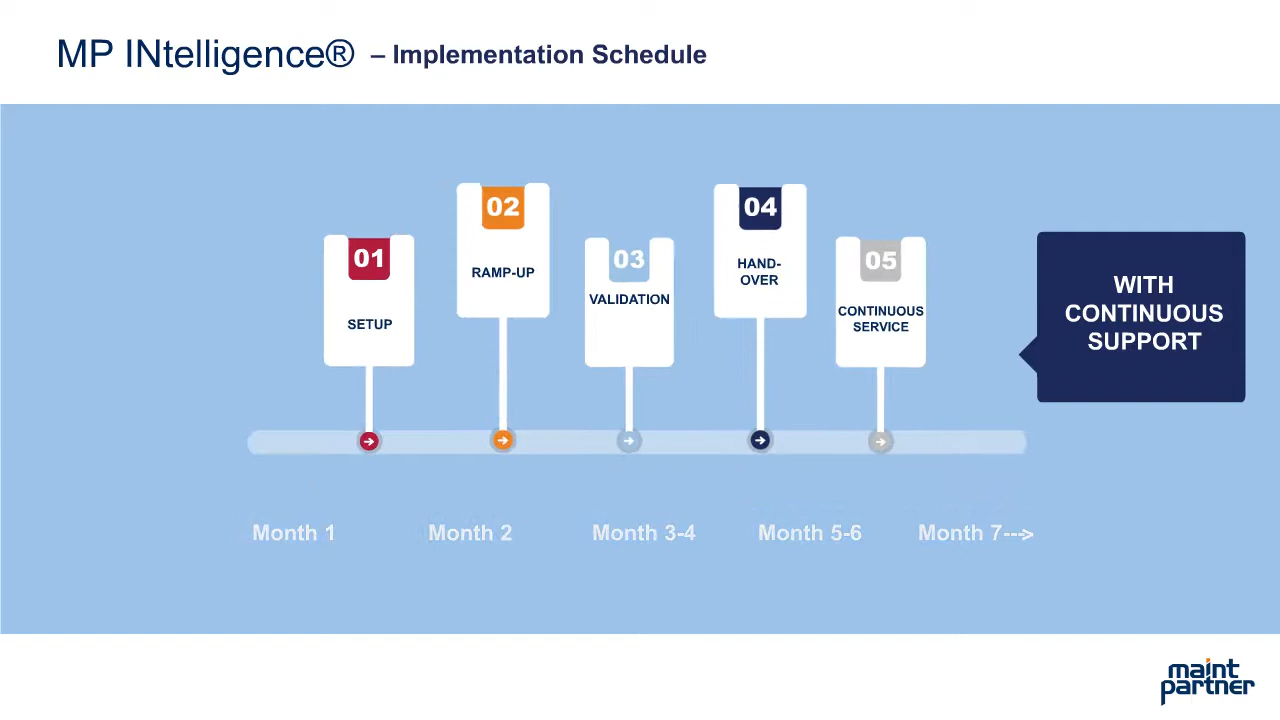 MP INtelligence® – Implementation Schedule
01
SETUP
02
RAMP-UP
03
VALIDATION
04
HAND-
OVER
05
CONTINUOUS
SERVICE
WITH
CONTINUOUS
SUPPORT
Month 1
Month 2
Month 3-4
Month 5-6
Month 7--->
maint
partner